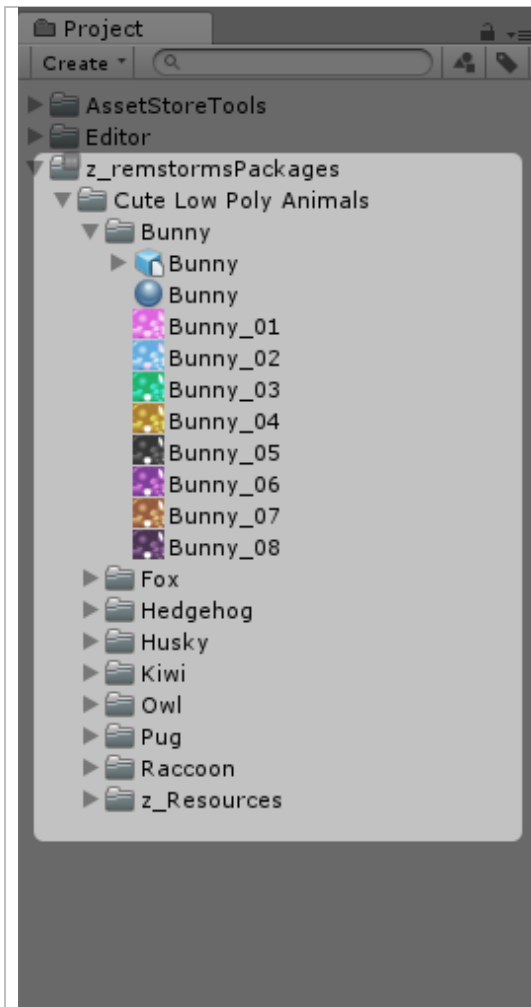 Project
Create
AssetStoreTools
Editor
z_remstormsPackages
Cute Low Poly Animals
Bunny
Bunny
Bunny
Bunny_01
Bunny_02
Bunny_03
Bunny_04
Bunny_05
Bunny_06
Bunny_07
Bunny_08
Fox
Hedgehog
Husky
Kiwi
Owl
Pug
Raccoon
z_Resources